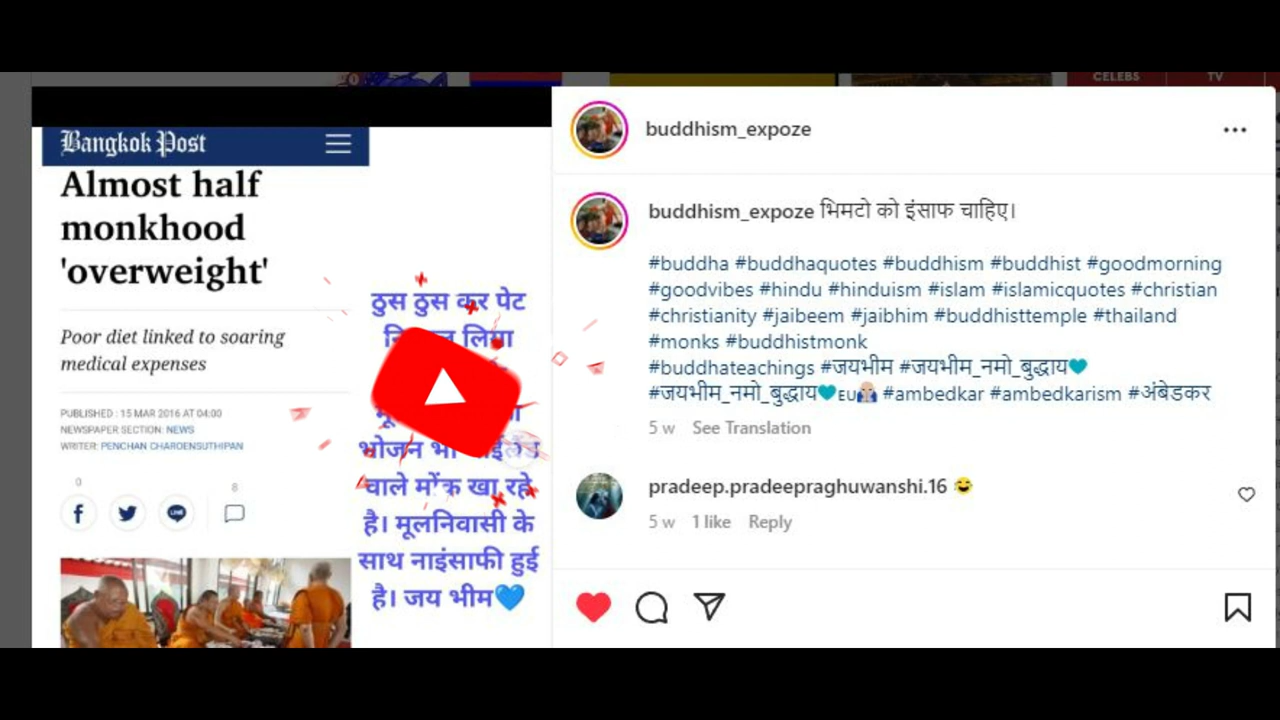 CELEBS
TV
Bangkok Post
Almost half
monkhood
'overweight'
Poor diet linked to soaring
medical expenses
PUBLISHED : 15 MAR 2016 AT 04:00
NEWSPAPER SECTION: NEWS
WRITER: PENCHAN CHAROENSUTHIPAN
0
8
ठुस ठुस कर पेट
लिया
भोजन भी
वाले मोंक खा रहे
है। मूलनिवासी के
साथ नाइंसाफी हुई
है। जय भीम💙
buddhism_expoze
buddhism_expoze भिमटो को इंसाफ चाहिए।
#buddha #buddhaquotes #buddhism #buddhist #goodmorning
#goodvibes #hindu #hinduism #islam #islamicquotes #christian
#christianity #jaibeem #jaibhim #buddhisttemple #thailand
#monks #buddhistmonk
#buddhateachings #जयभीम #जयभीम_नमो_बुद्धाय🩵
#जयभीम_नमो_बुद्धाय🩵ᴇᴜ #ambedkar #ambedkarism #अंबेडकर
5 w See Translation
pradeep.pradeepraghuwanshi.16 😂
5 w 1 like Reply